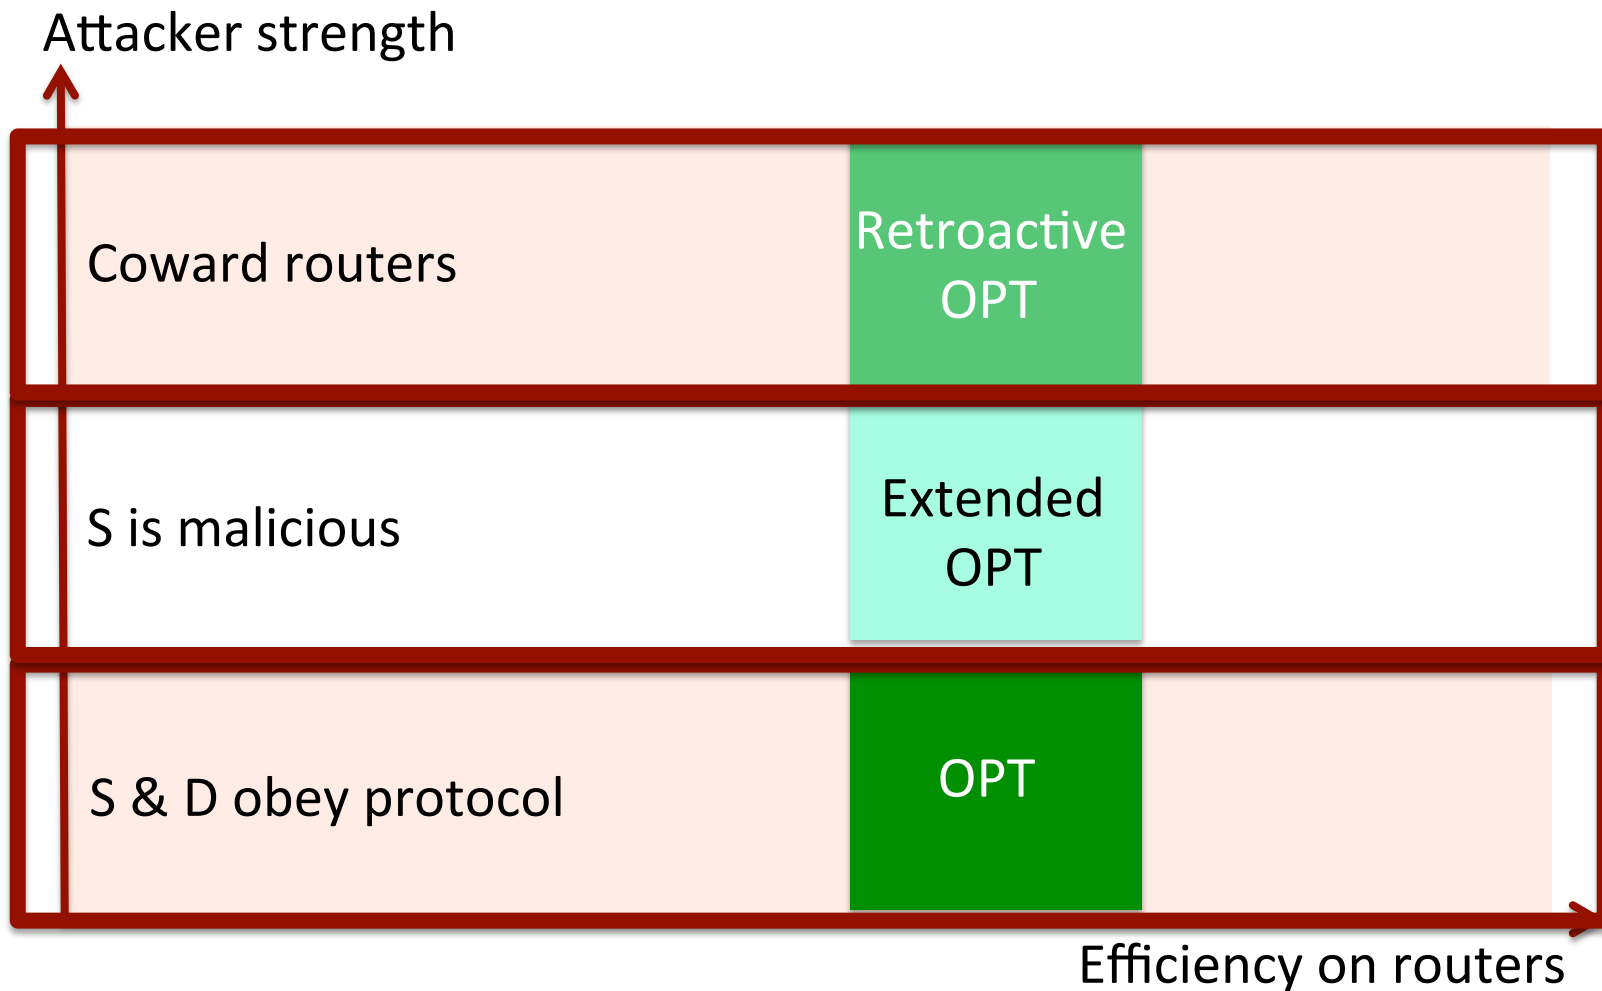 Attacker strength
Coward routers
Retroactive
OPT
S is malicious
Extended
OPT
S & D obey protocol
OPT
Efficiency on routers